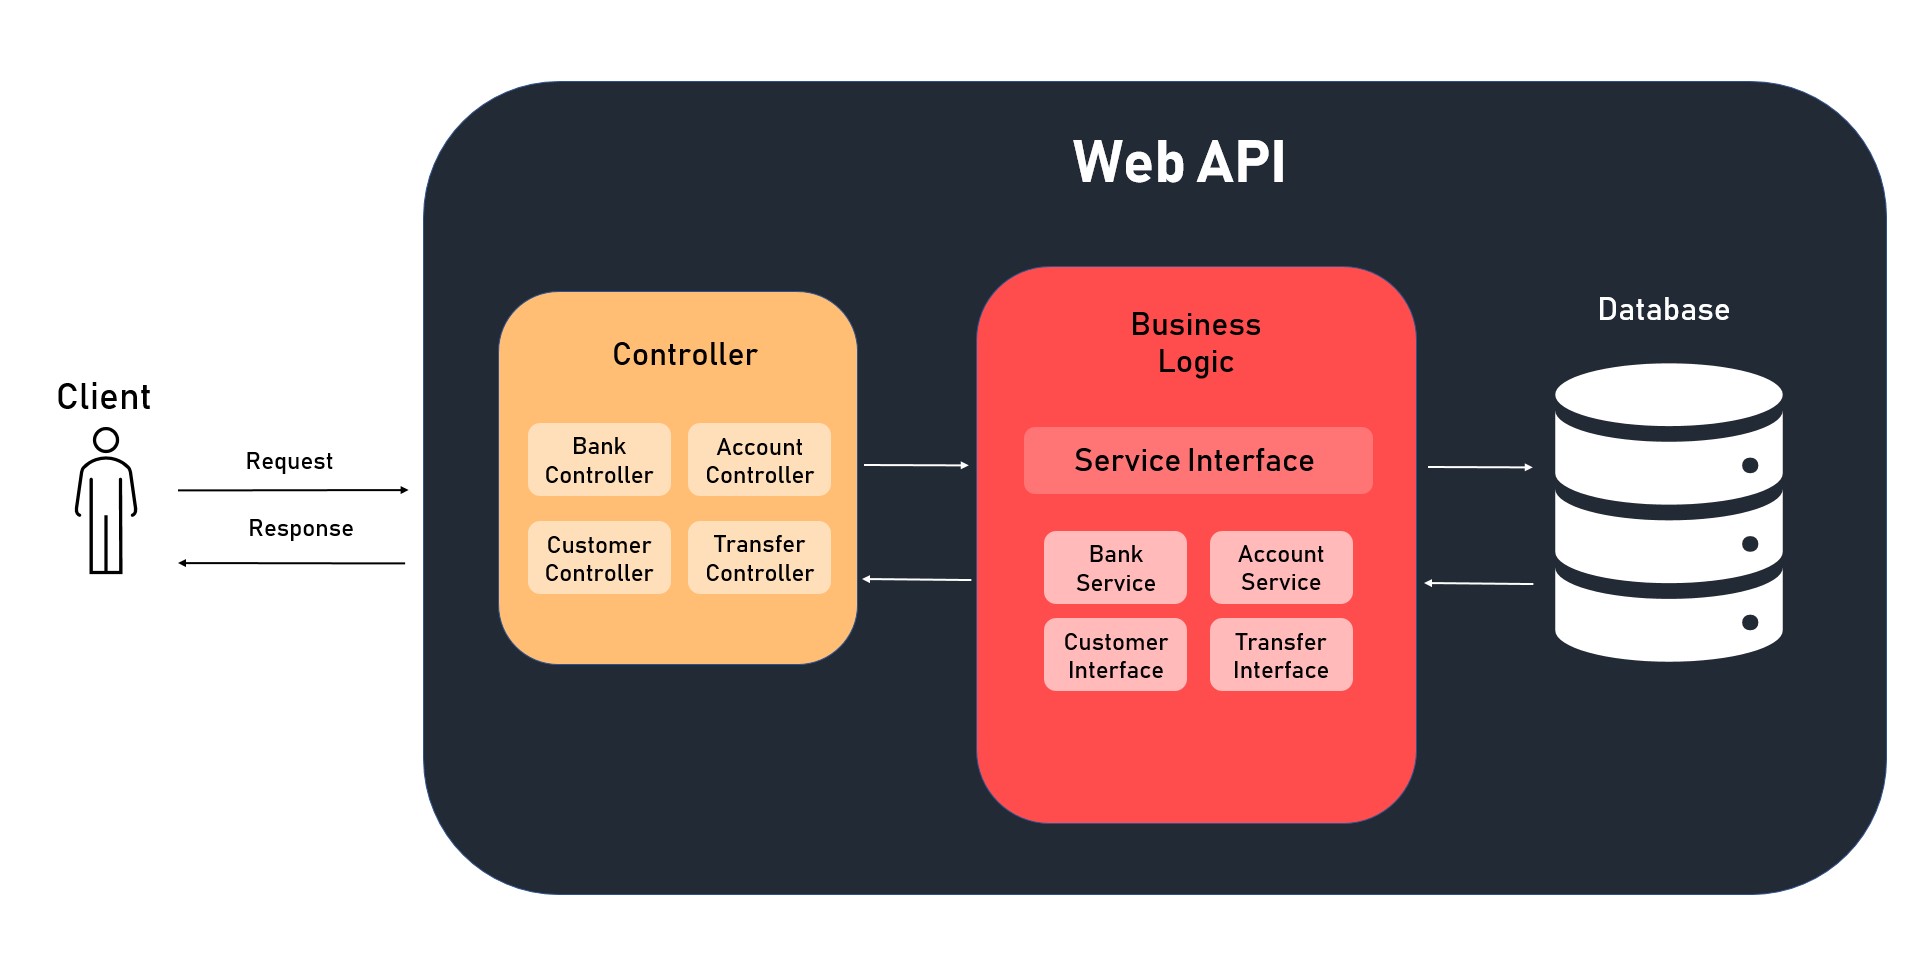 Web API
Client
Request
Response
Controller
Bank
Controller
Account
Controller
Customer
Controller
Transfer
Controller
Business
Logic
Service Interface
Bank
Service
Account
Service
Customer
Interface
Transfer
Interface
Database